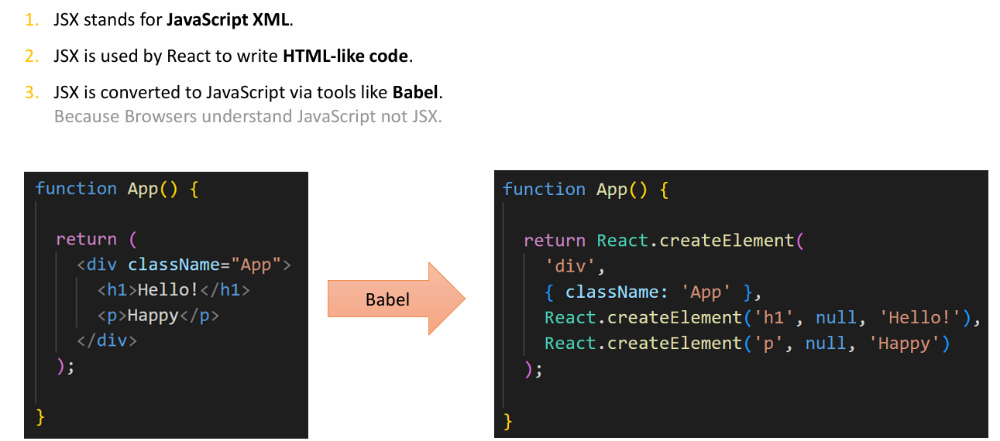 1. JSX stands for JavaScript XML.
2. JSX is used by React to write HTML-like code.
3. JSX is converted to JavaScript via tools like Babel.
Because Browsers understand JavaScript not JSX.
function App() {
return (
<div className="App">
<h1>Hello!</h1>
<p>Happy</p>
</div>
);
}
Babel
function App() {
return React.createElement(
'div',
{ className: 'App' },
React.createElement('h1', null, 'Hello!'),
React.createElement('p', null, 'Happy')
);
}